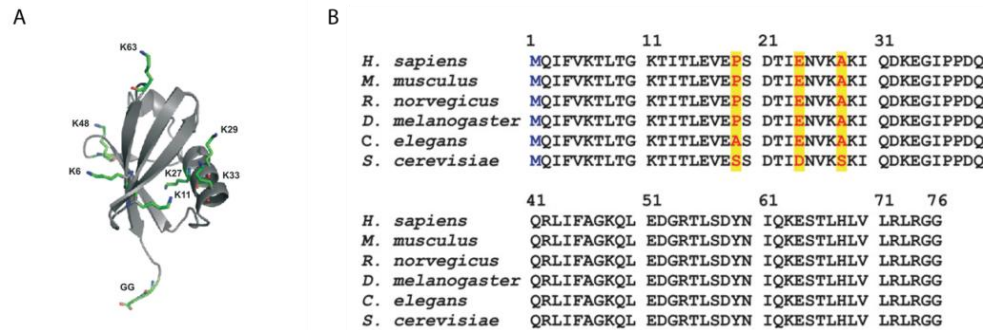 A
K63
K48
K29
K6
K27
K33
K11
GG
B
1 11 21 31
H. sapiens MQIFVKTLTG KTITLEVEPS DTIENVKAKI QDKEGIPPDQ
M. musculus MQIFVKTLTG KTITLEVEPS DTIENVKAKI QDKEGIPPDQ
R. norvegicus MQIFVKTLTG KTITLEVEPS DTIENVKAKI QDKEGIPPDQ
D. melanogaster MQIFVKTLTG KTITLEVEPS DTIENVKAKI QDKEGIPPDQ
C. elegans MQIFVKTLTG KTITLEVEAS DTIENVKAKI QDKEGIPPDQ
S. cerevisiae MQIFVKTLTG KTITLEVESS DTIDNVKSKI QDKEGIPPDQ
41 51 61 71 76
H. sapiens QRLIFAGKQL EDGRTLSDYN IQKESTLHLV LRLRGG
M. musculus QRLIFAGKQL EDGRTLSDYN IQKESTLHLV LRLRGG
R. norvegicus QRLIFAGKQL EDGRTLSDYN IQKESTLHLV LRLRGG
D. melanogaster QRLIFAGKQL EDGRTLSDYN IQKESTLHLV LRLRGG
C. elegans QRLIFAGKQL EDGRTLSDYN IQKESTLHLV LRLRGG
S. cerevisiae QRLIFAGKQL EDGRTLSDYN IQKESTLHLV LRLRGG